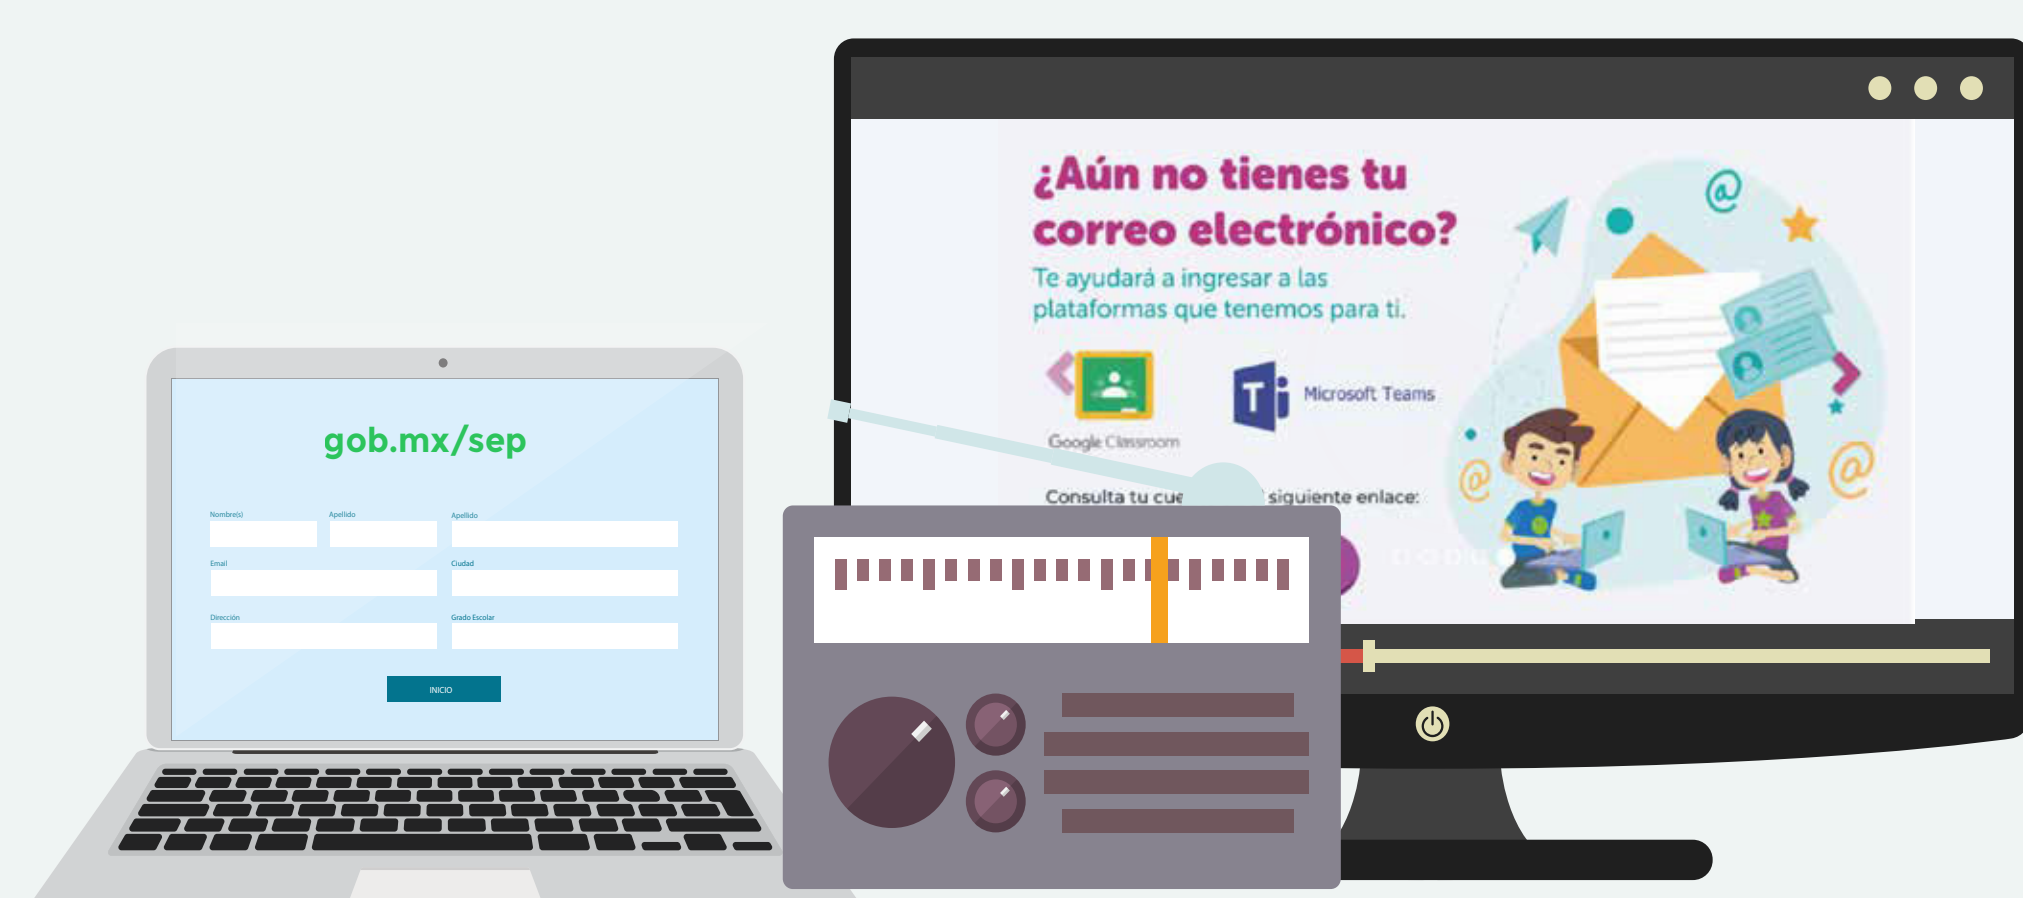 gob.mx/sep
Nombre(s)
Apellido
Apellido
Email
Ciudad
Dirección
Grado Escolar
INICIO
¿Aún no tienes tu
correo electrónico?
Te ayudará a ingresar a las
plataformas que tenemos para ti.
Google Classroom
Microsoft Teams
Consulta tu
siguiente enlace: